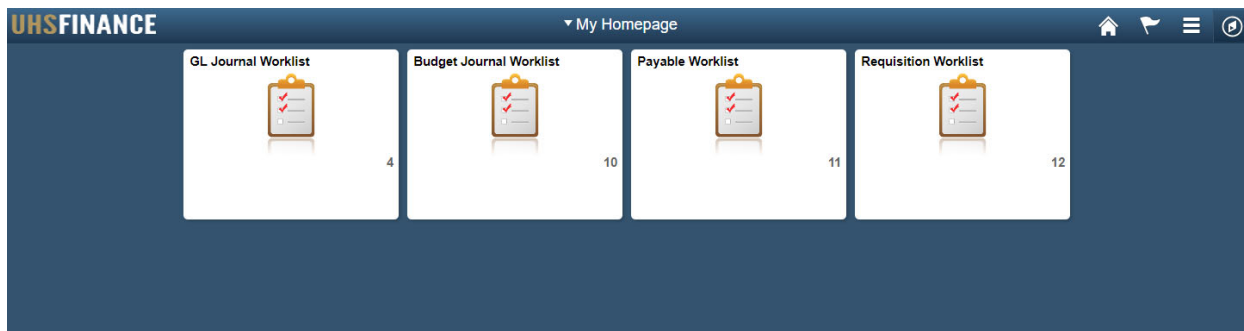 UHSFINANCE
My Homepage
GL Journal Worklist
4
Budget Journal Worklist
10
Payable Worklist
11
Requisition Worklist
12